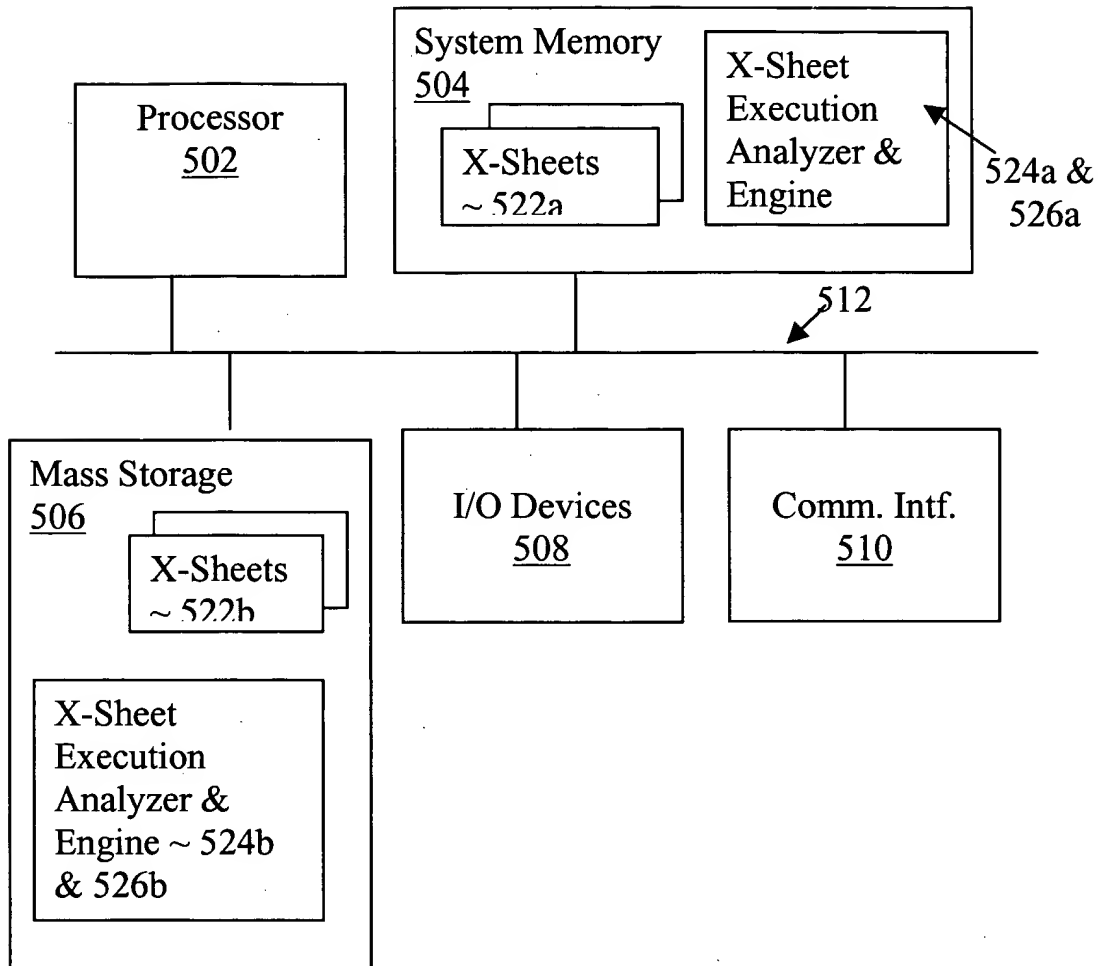 System Memory
504
X-Sheets
~ 522a
X-Sheet
Execution
Analyzer &
Engine
524a &
526a
Processor
502
512
Mass Storage
506
X-Sheets
~ 522b
X-Sheet
Execution
Analyzer &
Engine ~ 524b
& 526b
I/O Devices
508
Comm. Intf.
510